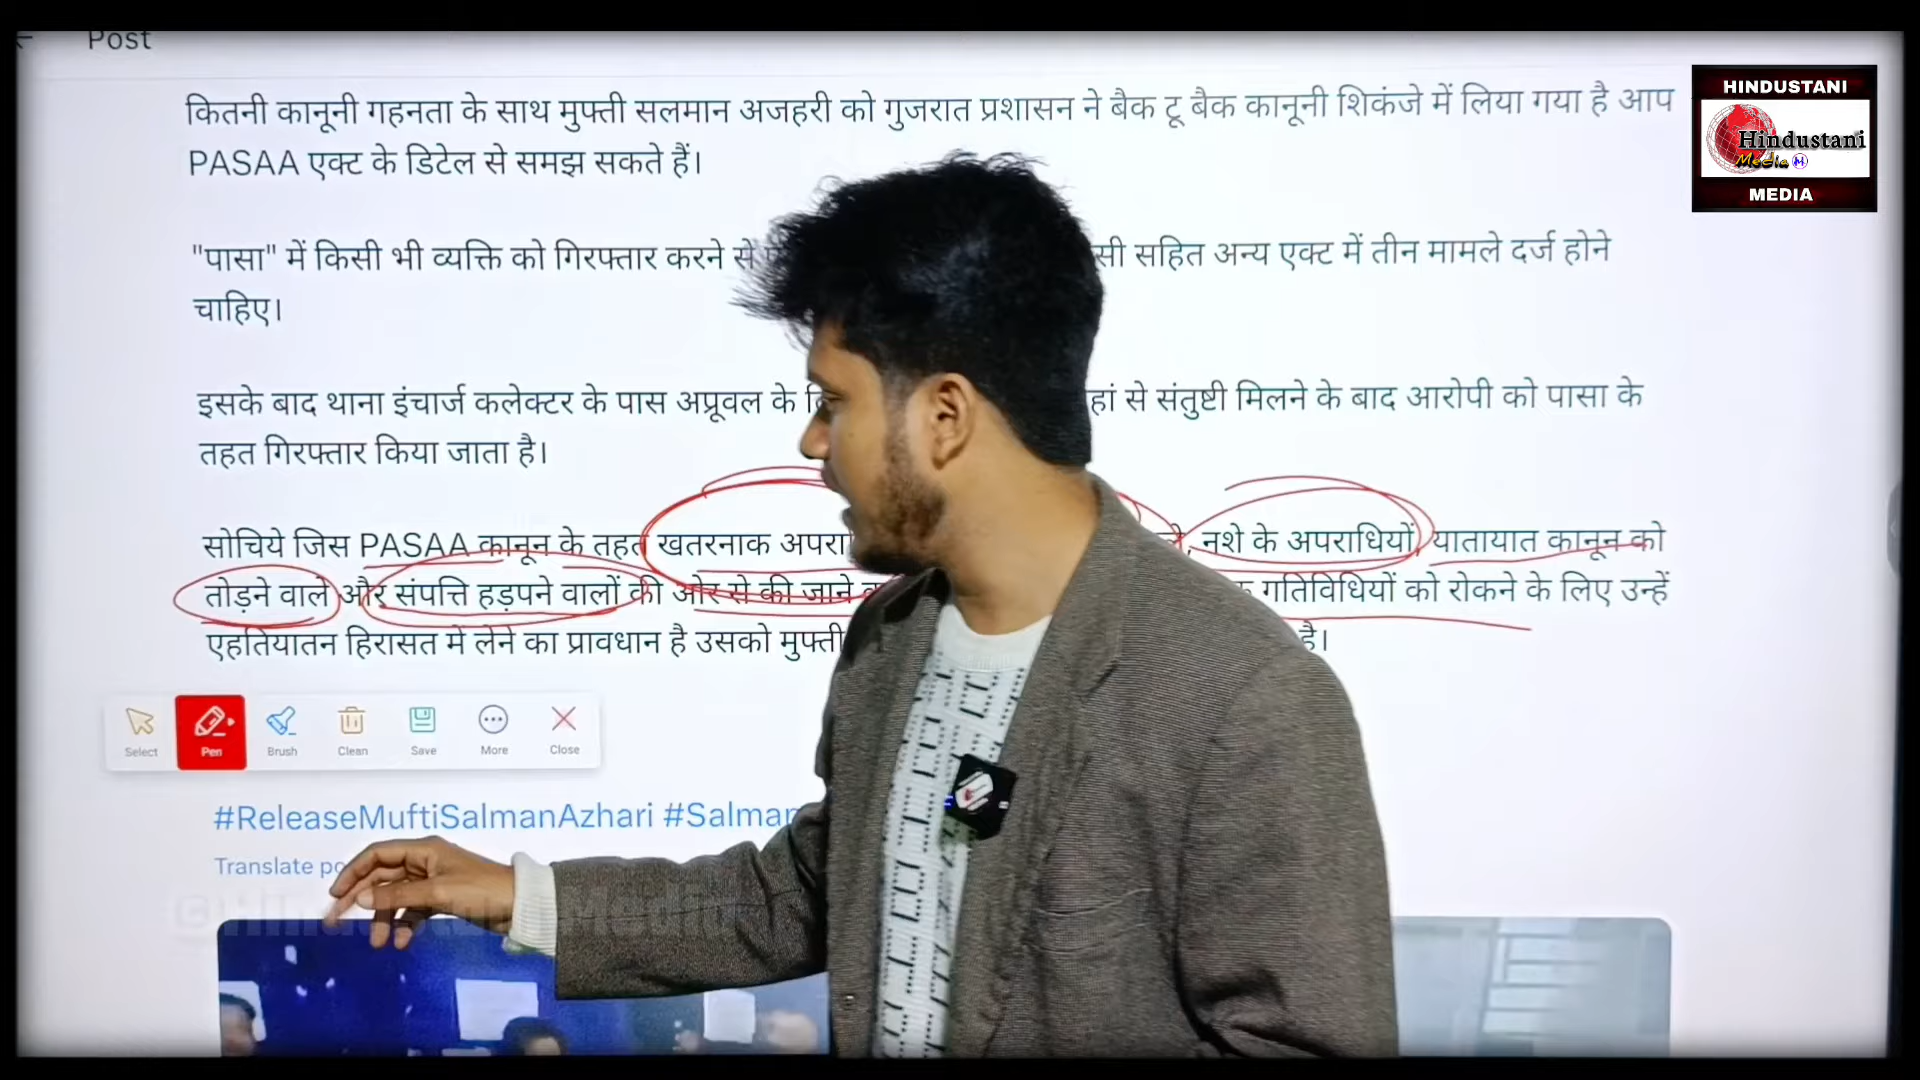 Post
HINDUSTANI
Hindustani
Media M
MEDIA
कितनी कानूनी गहनता के साथ मुफ्ती सलमान अजहरी को गुजरात प्रशासन ने बैक टू बैक कानूनी शिकंजे में लिया गया है आप
PASAA एक्ट के डिटेल से समझ सकते हैं।
"पासा" में किसी भी व्यक्ति को गिरफ्तार करने से सी सहित अन्य एक्ट में तीन मामले दर्ज होने
चाहिए।
इसके बाद थाना इंचार्ज कलेक्टर के पास अप्रूवल के हां से संतुष्टी मिलने के बाद आरोपी को पासा के
तहत गिरफ्तार किया जाता है।
सोचिये जिस PASAA कानून के तहत खतरनाक अपरा नशे के अपराधियों, यातायात कानून को
तोड़ने वाले और संपत्ति हड़पने वालों की ओर से की जाने गतिविधियों को रोकने के लिए उन्हें
एहतियातन हिरासत में लेने का प्रावधान है उसको मुफ्ती है।
Select Pen Brush Clean Save More Close
#ReleaseMuftiSalmanAzhari #Salman
Translate po
@Hindustani Media